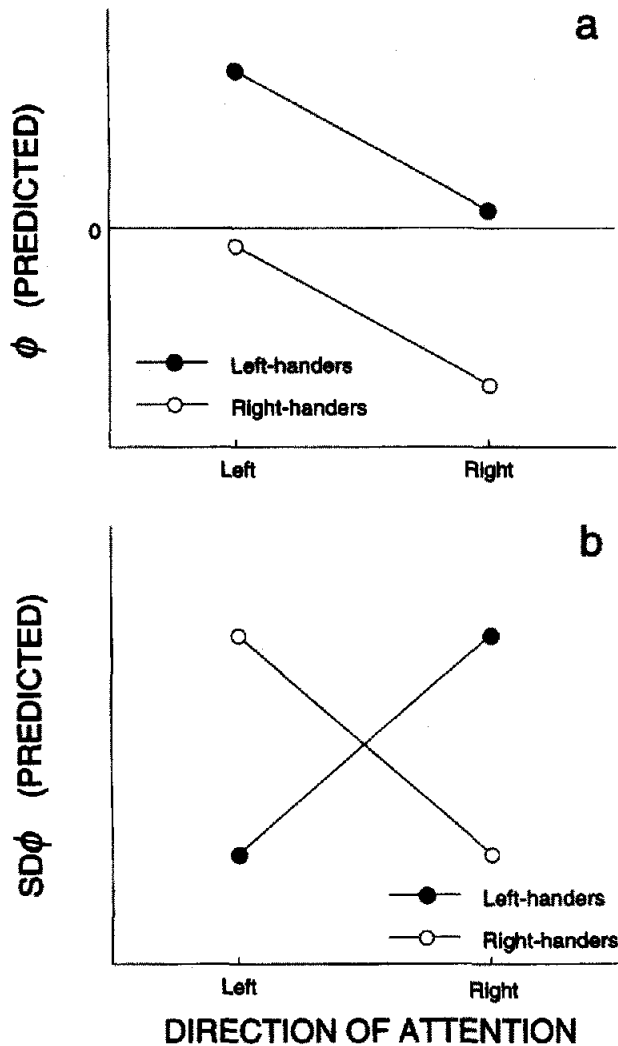 a
ϕ (PREDICTED)
0
Left-handers
Right-handers
Left
Right
b
SDϕ (PREDICTED)
Left-handers
Right-handers
Left
Right
DIRECTION OF ATTENTION